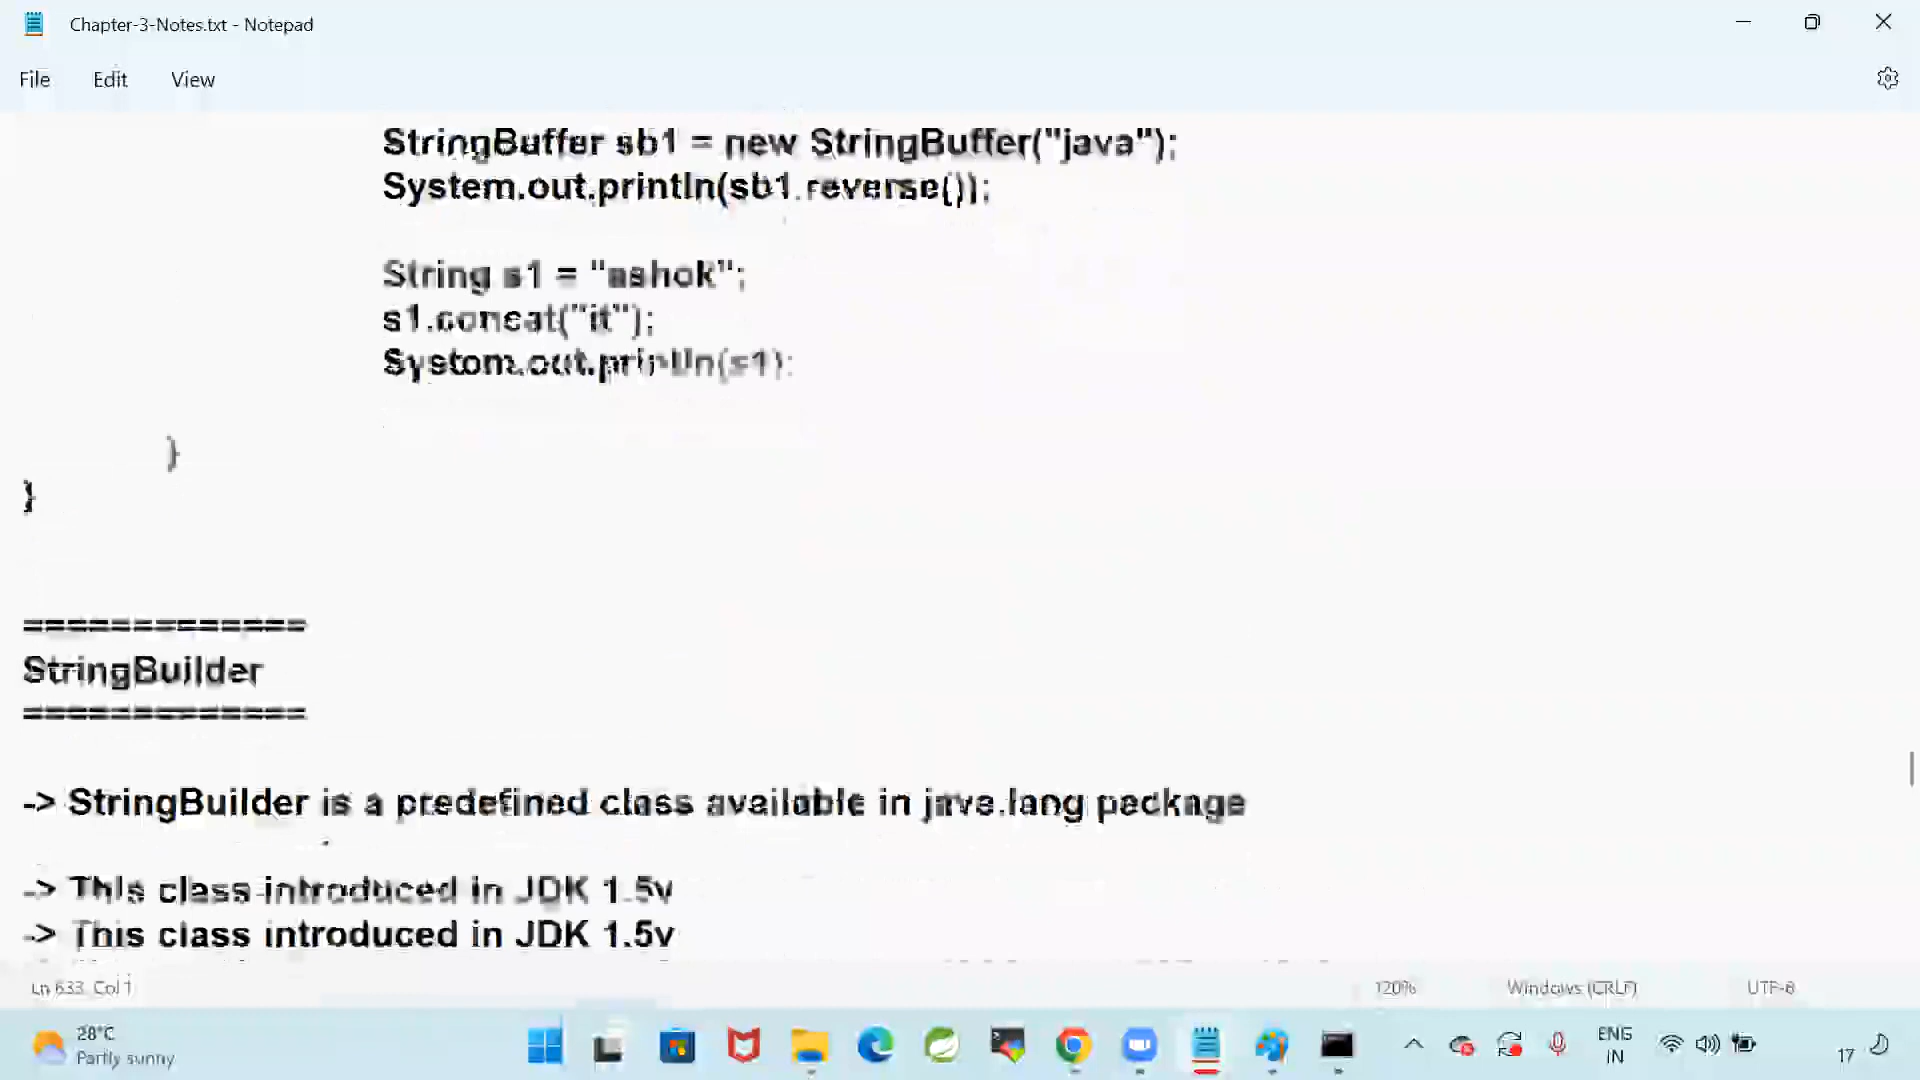 Chapter-3-Notes.txt - Notepad
File Edit View
StringBuffer sb1 = new StringBuffer("java");
System.out.println(sb1.reverse());
String s1 = "ashok";
s1.concat("it");
System.out.println(s1);
}
}
=============
StringBuilder
=============
-> StringBuilder is a predefined class available in java.lang package
-> This class introduced in JDK 1.5v
-> This class introduced in JDK 1.5v
Ln 633, Col 1 120% Windows (CRLF) UTF-8
28°C
Partly sunny
ENG
IN
17